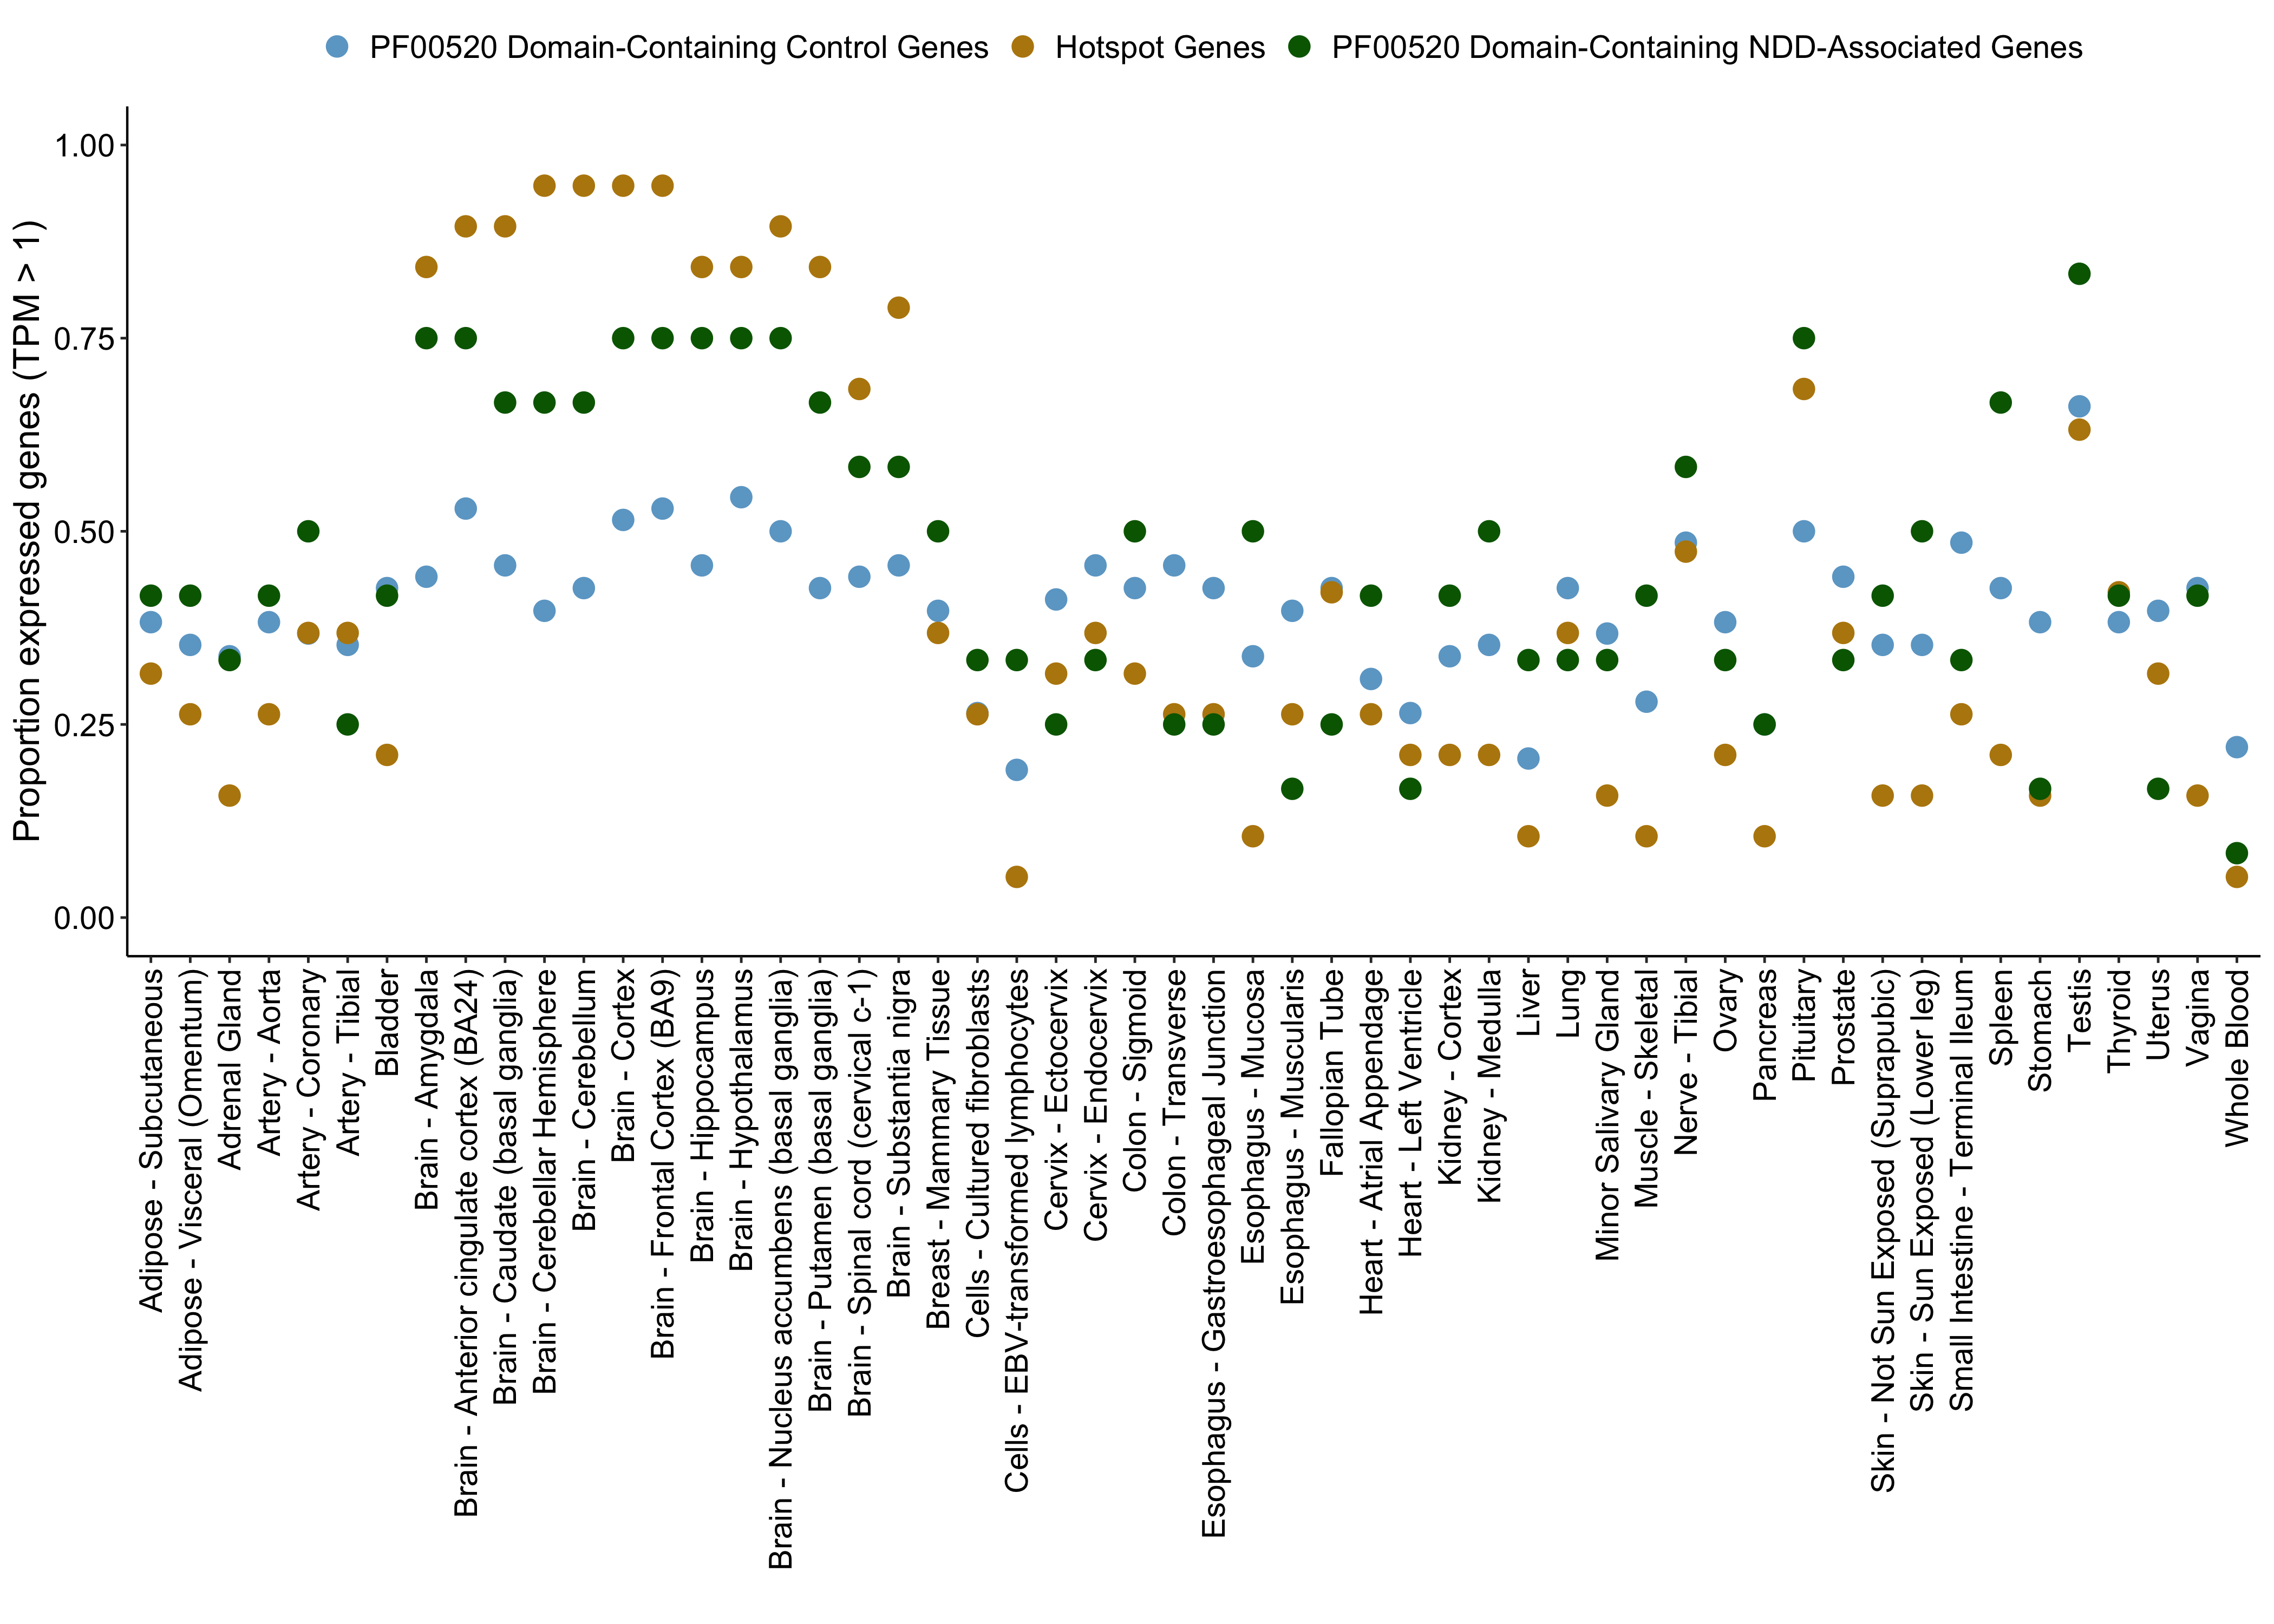 PF00520 Domain-Containing Control Genes Hotspot Genes PF00520 Domain-Containing NDD-Associated Genes
Proportion expressed genes (TPM > 1)
1.00
0.75
0.50
0.25
0.00
Adipose - Subcutaneous
Adipose - Visceral (Omentum)
Adrenal Gland
Artery - Aorta
Artery - Coronary
Artery - Tibial
Bladder
Brain - Amygdala
Brain - Anterior cingulate cortex (BA24)
Brain - Caudate (basal ganglia)
Brain - Cerebellar Hemisphere
Brain - Cerebellum
Brain - Cortex
Brain - Frontal Cortex (BA9)
Brain - Hippocampus
Brain - Hypothalamus
Brain - Nucleus accumbens (basal ganglia)
Brain - Putamen (basal ganglia)
Brain - Spinal cord (cervical c-1)
Brain - Substantia nigra
Breast - Mammary Tissue
Cells - Cultured fibroblasts
Cells - EBV-transformed lymphocytes
Cervix - Ectocervix
Cervix - Endocervix
Colon - Sigmoid
Colon - Transverse
Esophagus - Gastroesophageal Junction
Esophagus - Mucosa
Esophagus - Muscularis
Fallopian Tube
Heart - Atrial Appendage
Heart - Left Ventricle
Kidney - Cortex
Kidney - Medulla
Liver
Lung
Minor Salivary Gland
Muscle - Skeletal
Nerve - Tibial
Ovary
Pancreas
Pituitary
Prostate
Skin - Not Sun Exposed (Suprapubic)
Skin - Sun Exposed (Lower leg)
Small Intestine - Terminal Ileum
Spleen
Stomach
Testis
Thyroid
Uterus
Vagina
Whole Blood